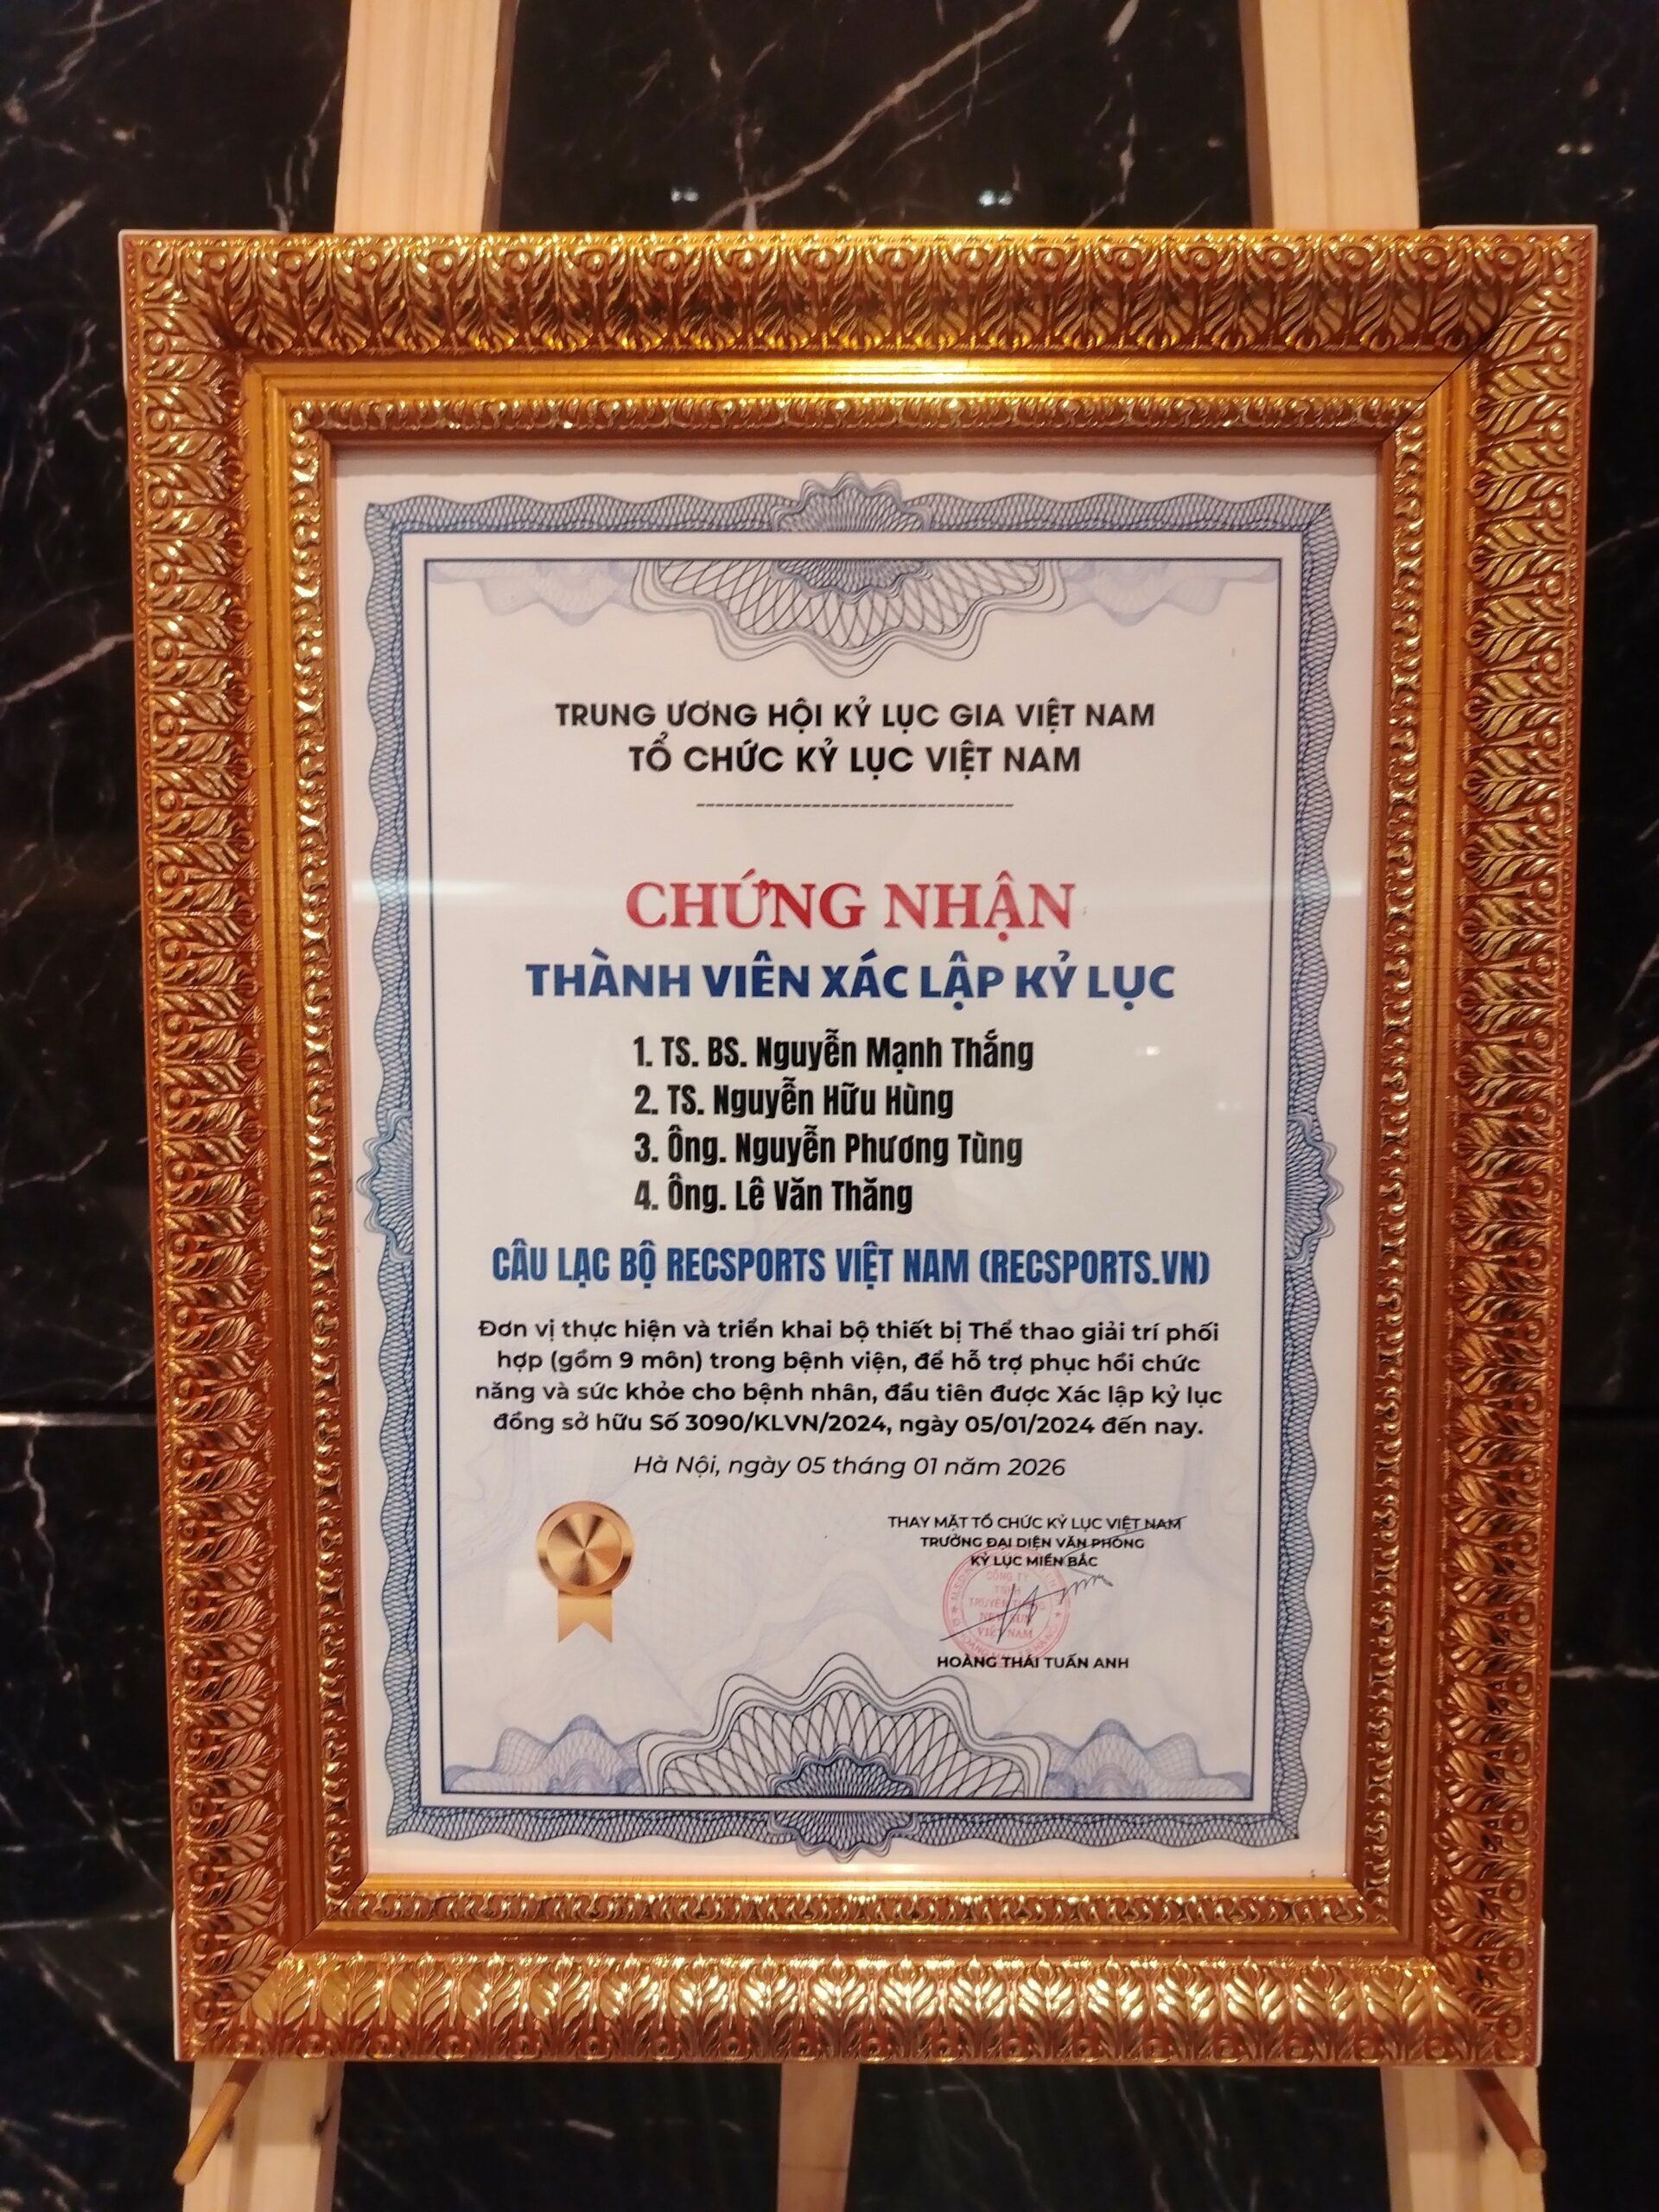 TRUNG ƯƠNG HỘI KỶ LỤC GIA VIỆT NAM
TỔ CHỨC KỶ LỤC VIỆT NAM
CHỨNG NHẬN
THÀNH VIÊN XÁC LẬP KỶ LỤC
1. TS. BS. Nguyễn Mạnh Thắng
2. TS. Nguyễn Hữu Hùng
3. Ông. Nguyễn Phương Tùng
4. Ông. Lê Văn Thăng
CÂU LẠC BỘ RECSPORTS VIỆT NAM (RECSPORTS.VN)
Đơn vị thực hiện và triển khai bộ thiết bị Thể thao giải trí phối
hợp (gồm 9 môn) trong bệnh viện, để hỗ trợ phục hồi chức
năng và sức khỏe cho bệnh nhân, đầu tiên được Xác lập kỷ lục
đồng sở hữu Số 3090/KLVN/2024, ngày 05/01/2024 đến nay.
Hà Nội, ngày 05 tháng 01 năm 2026
THAY MẶT TỔ CHỨC KỶ LỤC VIỆT NAM
TRƯỞNG ĐẠI DIỆN VĂN PHÒNG
KỶ LỤC MIỀN BẮC
CÔNG TY
TNHH
TRUYỀN THÔNG
VIỆT NAM
HOÀNG THÁI TUẤN ANH